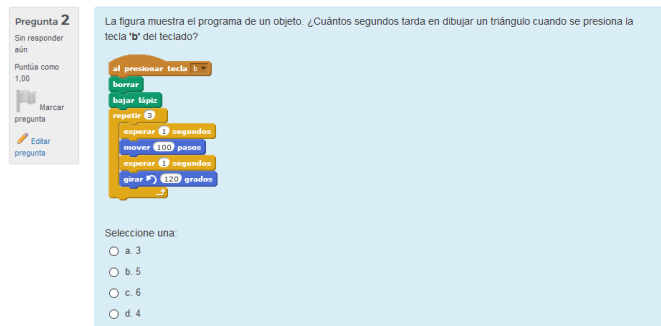 Pregunta 2
Sin responder
aún
Puntúa como
1,00
Marcar
pregunta
Editar
pregunta
La figura muestra el programa de un objeto. ¿Cuántos segundos tarda en dibujar un triángulo cuando se presiona la
tecla 'b' del teclado?
al presionar tecla b
borrar
bajar lápiz
repetir 3
esperar 1 segundos
mover 100 pasos
esperar 1 segundos
girar 120 grados
Seleccione una:
a. 3
b. 5
c. 6
d. 4